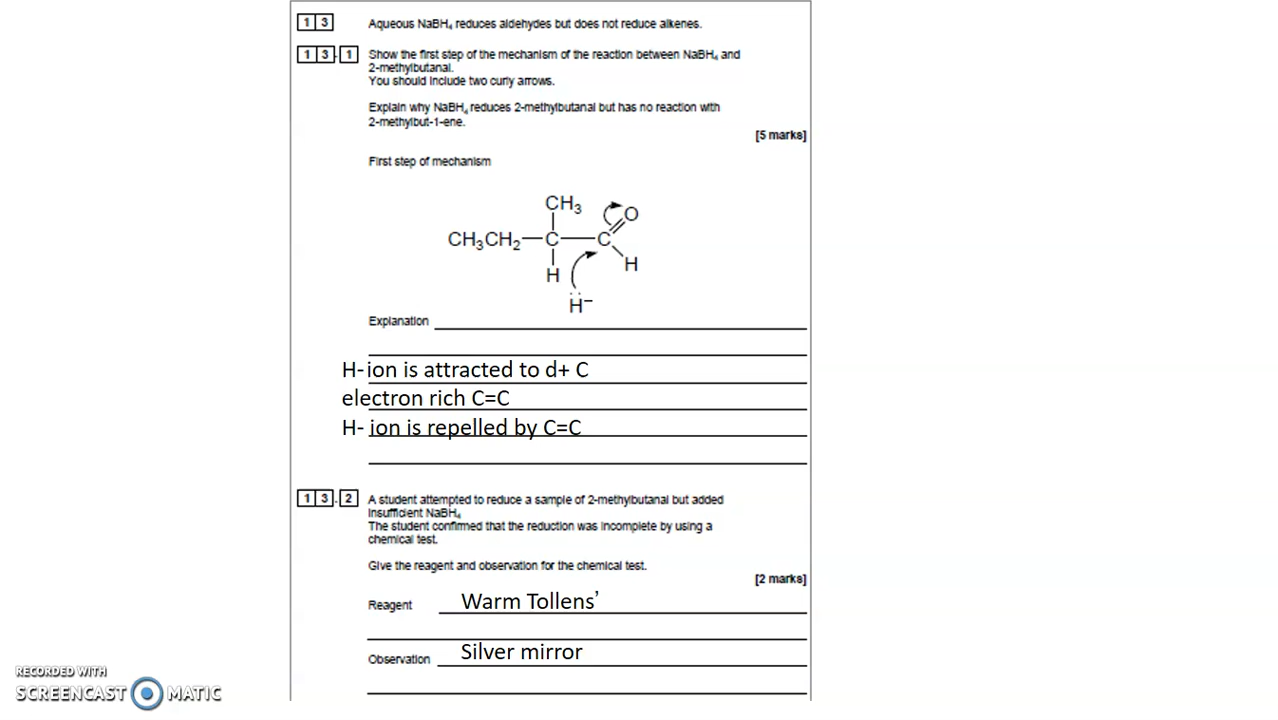 1 3 Aqueous NaBH₄ reduces aldehydes but does not reduce alkenes.
1 3 . 1 Show the first step of the mechanism of the reaction between NaBH₄ and
2-methylbutanal.
You should include two curly arrows.
Explain why NaBH₄ reduces 2-methylbutanal but has no reaction with
2-methylbut-1-ene.
[5 marks]
First step of mechanism
CH₃
O
CH₃CH₂ C C
H H
H⁻
Explanation
H- ion is attracted to d+ C
electron rich C=C
H- ion is repelled by C=C
1 3 . 2 A student attempted to reduce a sample of 2-methylbutanal but added
insufficient NaBH₄
The student confirmed that the reduction was incomplete by using a
chemical test.
Give the reagent and observation for the chemical test.
[2 marks]
Reagent Warm Tollens’
Observation Silver mirror
RECORDED WITH
SCREENCAST MATIC